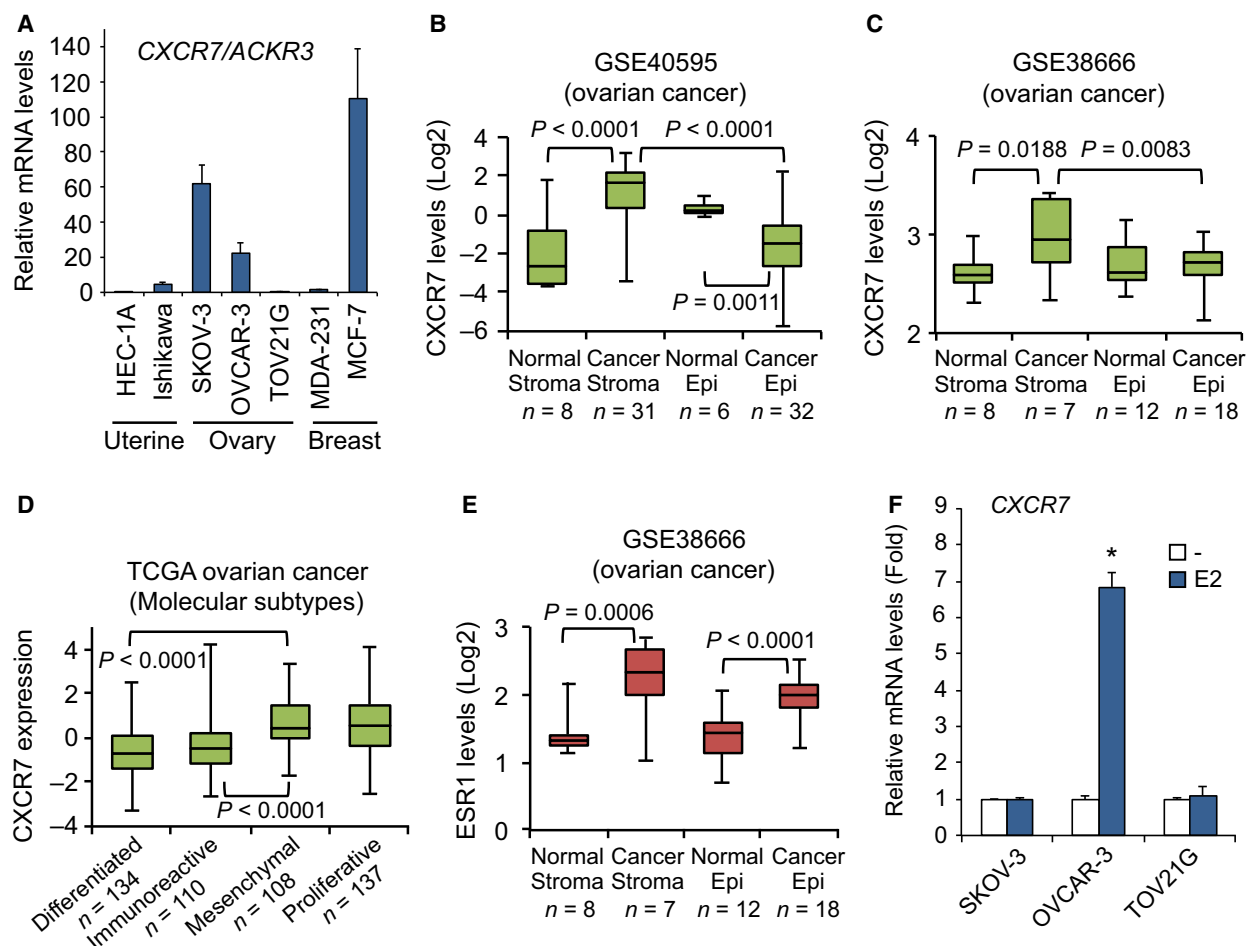 A
CXCR7/ACKR3
Relative mRNA levels
140
120
100
80
60
40
20
0
HEC-1A
Ishikawa
SKOV-3
OVCAR-3
TOV21G
MDA-231
MCF-7
Uterine Ovary Breast
B
GSE40595
(ovarian cancer)
CXCR7 levels (Log2)
P < 0.0001 P < 0.0001
P = 0.0011
4
2
0
–2
–4
–6
Normal Cancer Normal Cancer
Stroma Stroma Epi Epi
n = 8 n = 31 n = 6 n = 32
C
GSE38666
(ovarian cancer)
CXCR7 levels (Log2)
P = 0.0188 P = 0.0083
4
3
2
Normal Cancer Normal Cancer
Stroma Stroma Epi Epi
n = 8 n = 7 n = 12 n = 18
D
TCGA ovarian cancer
(Molecular subtypes)
CXCR7 expression
P < 0.0001
P < 0.0001
4
2
0
–2
–4
Differentiated
n = 134
Immunoreactive
n = 110
Mesenchymal
n = 108
Proliferative
n = 137
E
GSE38666
(ovarian cancer)
ESR1 levels (Log2)
P = 0.0006
P < 0.0001
3
2
1
0
Normal Cancer Normal Cancer
Stroma Stroma Epi Epi
n = 8 n = 7 n = 12 n = 18
F
CXCR7
Relative mRNA levels (Fold)
9
8
7
6
5
4
3
2
1
0
*
-
E2
SKOV-3
OVCAR-3
TOV21G